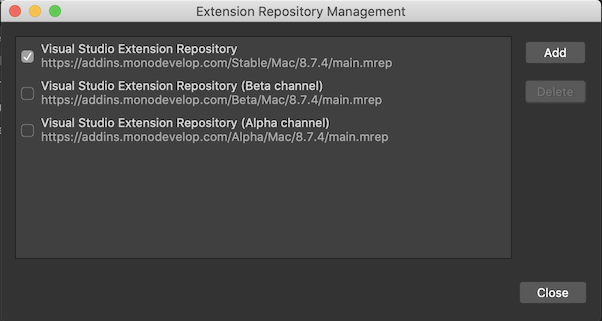 Extension Repository Management
Visual Studio Extension Repository
https://addins.monodevelop.com/Stable/Mac/8.7.4/main.mrep
Add
Visual Studio Extension Repository (Beta channel)
https://addins.monodevelop.com/Beta/Mac/8.7.4/main.mrep
Delete
Visual Studio Extension Repository (Alpha channel)
https://addins.monodevelop.com/Alpha/Mac/8.7.4/main.mrep
Close